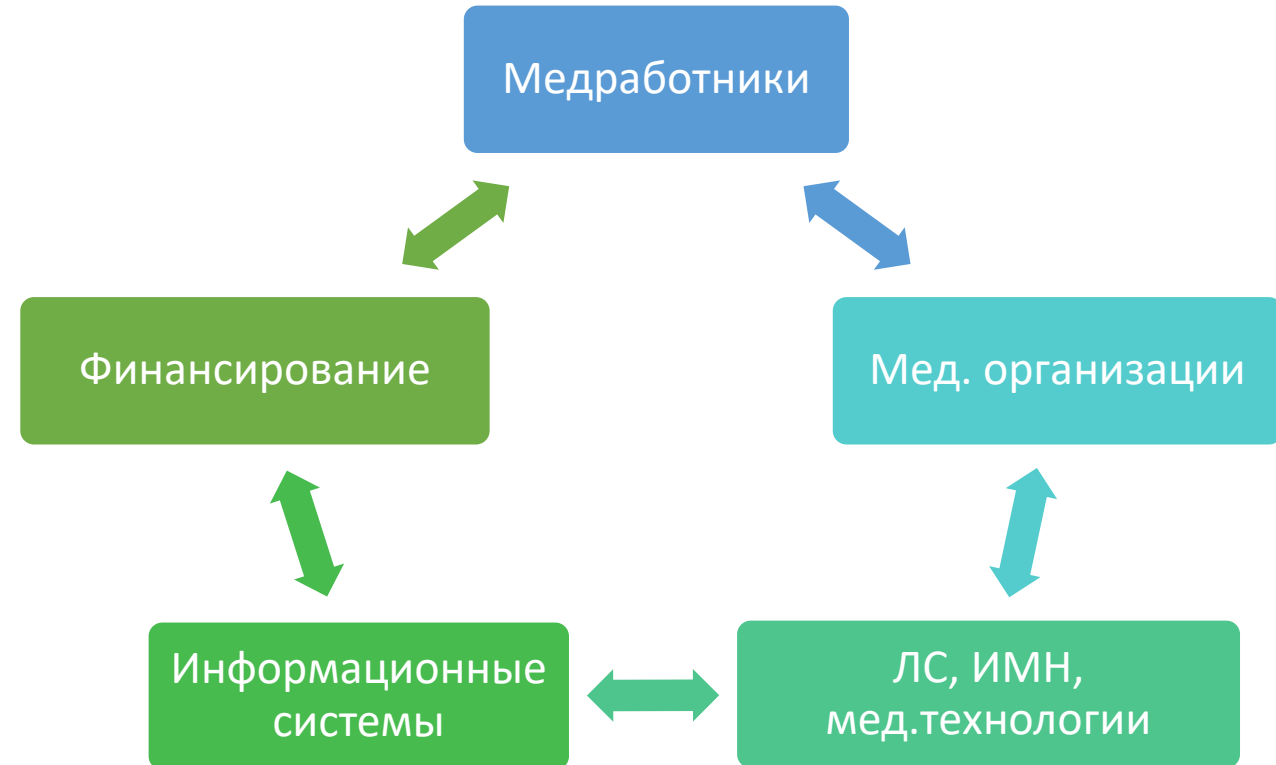 Медработники
Финансирование
Мед. организации
Информационные
системы
ЛС, ИМН,
мед.технологии